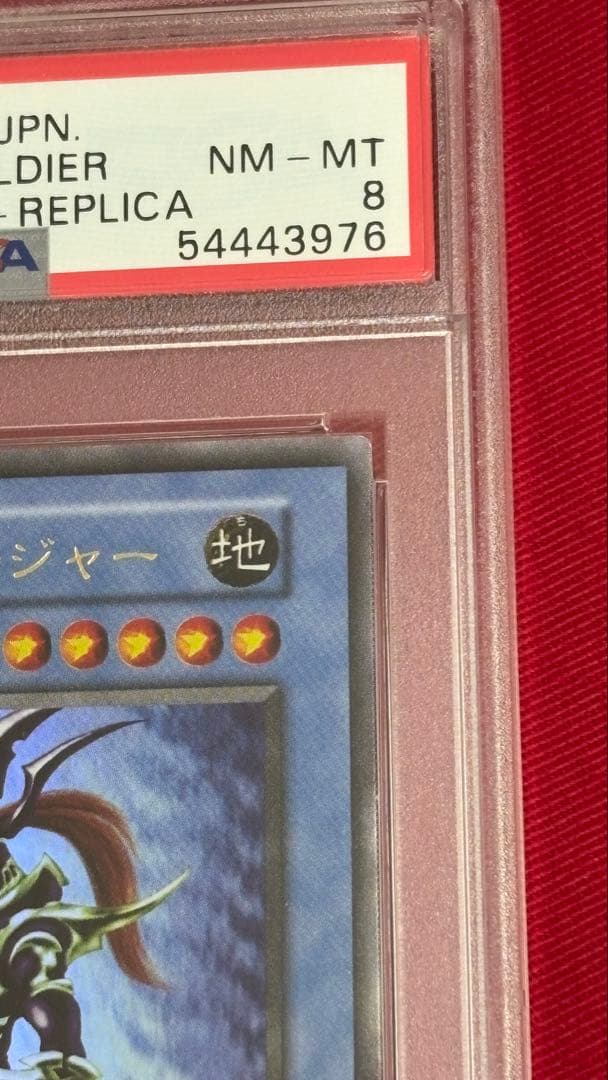 JPN.
LDIER NM - MT
- REPLICA 8
A 54443976
ジャー 地